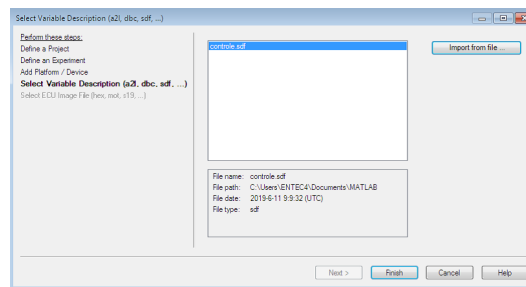 Select Variable Description (a2l, dbc, sdf, ...)
Perform these steps:
Define a Project
Define an Experiment
Add Platform / Device
Select Variable Description (a2l, dbc, sdf, ...)
Select ECU Image File (hex, mot, s19, ...)
controle.sdf
Import from file ...
File name: controle.sdf
File path: C:\Users\ENTEC4\Documents\MATLAB
File date: 2019-6-11 9:9:32 (UTC)
File type: sdf
Next >
Finish
Cancel
Help